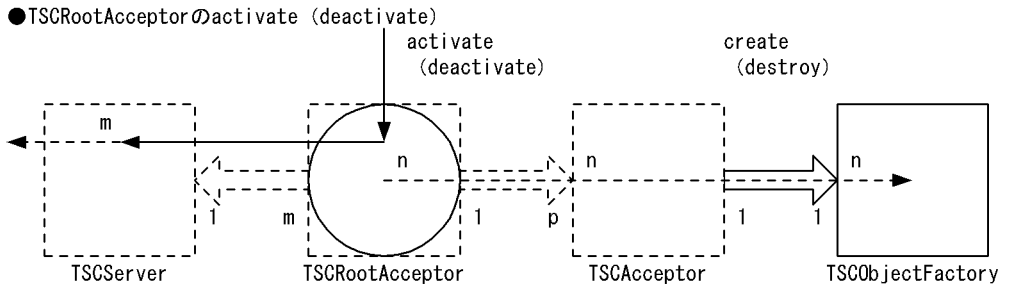 ●TSCRootAcceptorのactivate (deactivate)
activate
(deactivate)
create
(destroy)
m
n
n
n
1
m
1
p
1
1
TSCServer
TSCRootAcceptor
TSCAcceptor
TSCObjectFactory